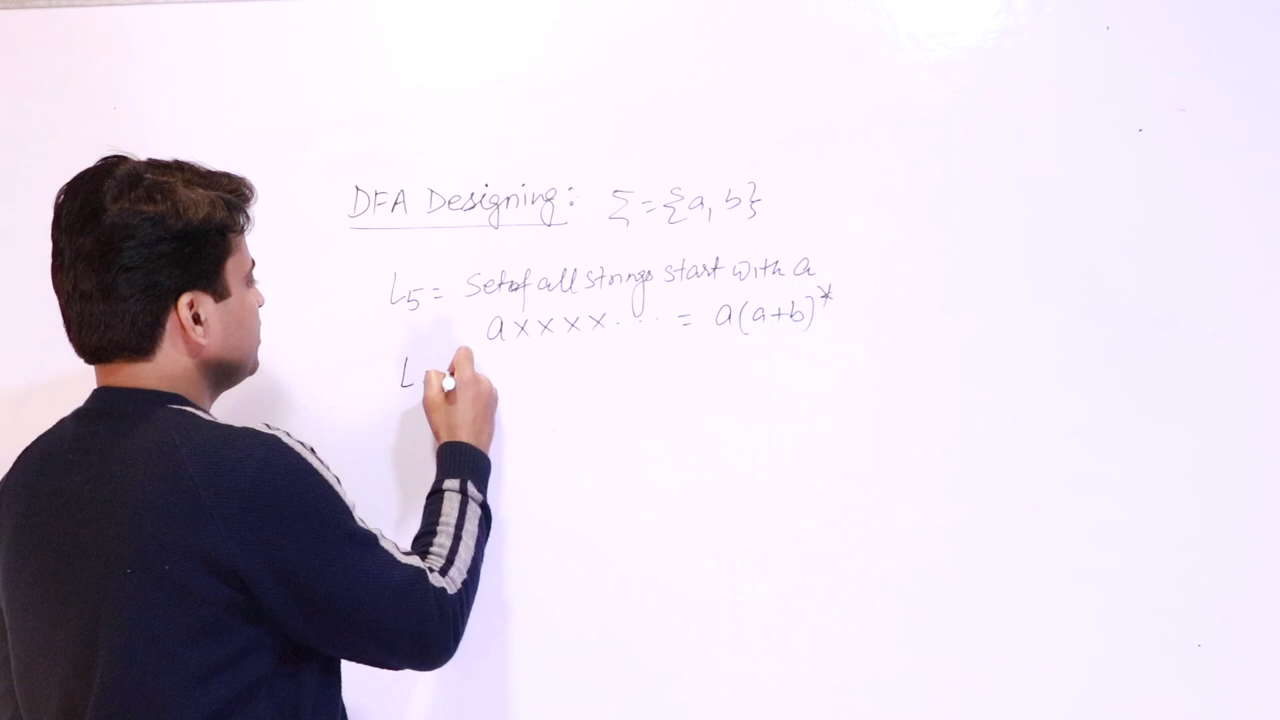 DFA Designing: Σ={a, b}
L5 = Set of all strings start with a
a x x x x . . . . = a(a+b)*
L